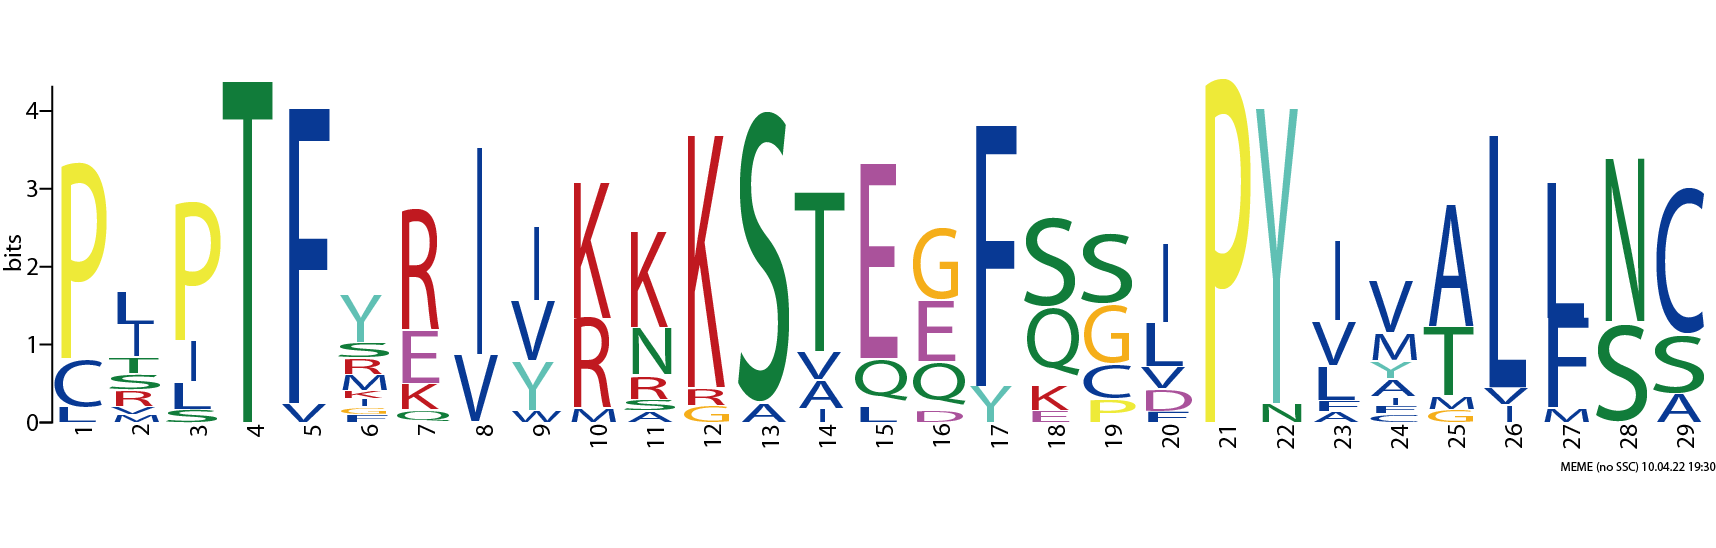 bits
4
3
2
1
0
P C L
L I T S R V M
P I L S
T
F V
Y S R M K I G F
R E K Q
I V
I V Y W
K R M
K N R S A
K R G
S A
T V A I
E Q L
G E Q D
F Y
S Q K E
S G C P
I L V D F
P
Y N
I V L F A
V M Y A I F C
A T M G
L V I
L F M
N S
C S A
1 2 3 4 5 6 7 8 9 10 11 12 13 14 15 16 17 18 19 20 21 22 23 24 25 26 27 28 29
MEME (no SSC) 10.04.22 19:30